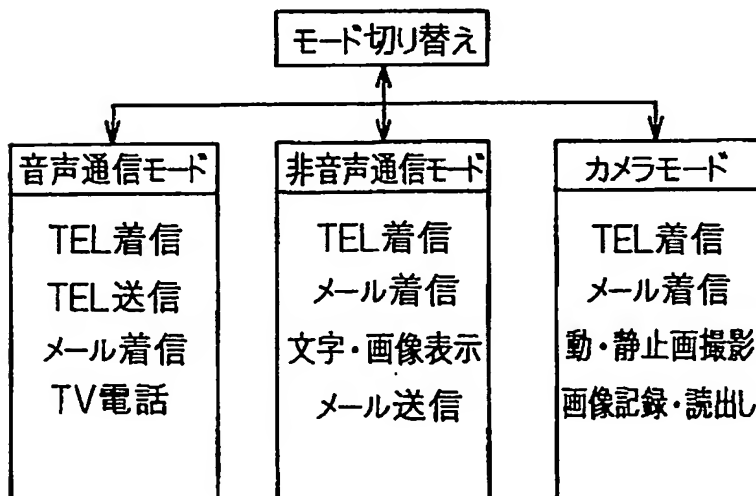 モード切り替え
音声通信モード
TEL着信
TEL送信
メール着信
TV電話
非音声通信モード
TEL着信
メール着信
文字・画像表示
メール送信
カメラモード
TEL着信
メール着信
動・静止画撮影
画像記録・読出し